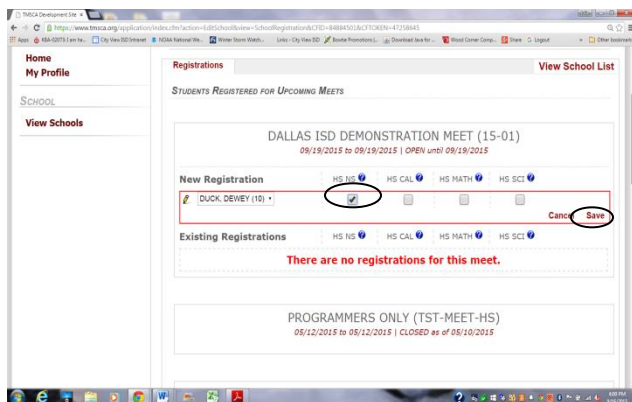 TMSCA Development Site
https://www.tmsca.org/application/index.cfm?action=EditSchool&view=SchoolRegistration&CFID=84884501&CFTOKEN=47258645
Apps
City View ISD Intranet
NOAA National We...
Winter Storm Watch...
Links - City View ISD
Download Java for ...
Word Corner Comp...
Share
Logout
Home
My Profile
SCHOOL
View Schools
Registrations
View School List
STUDENTS REGISTERED FOR UPCOMING MEETS
DALLAS ISD DEMONSTRATION MEET (15-01)
09/19/2015 to 09/19/2015 | OPEN until 09/19/2015
New Registration HS NS ? HS CAL ? HS MATH ? HS SCI ?
DUCK, DEWEY (10)
Cancel Save
Existing Registrations HS NS ? HS CAL ? HS MATH ? HS SCI ?
There are no registrations for this meet.
PROGRAMMERS ONLY (TST-MEET-HS)
05/12/2015 to 05/12/2015 | CLOSED as of 05/10/2015